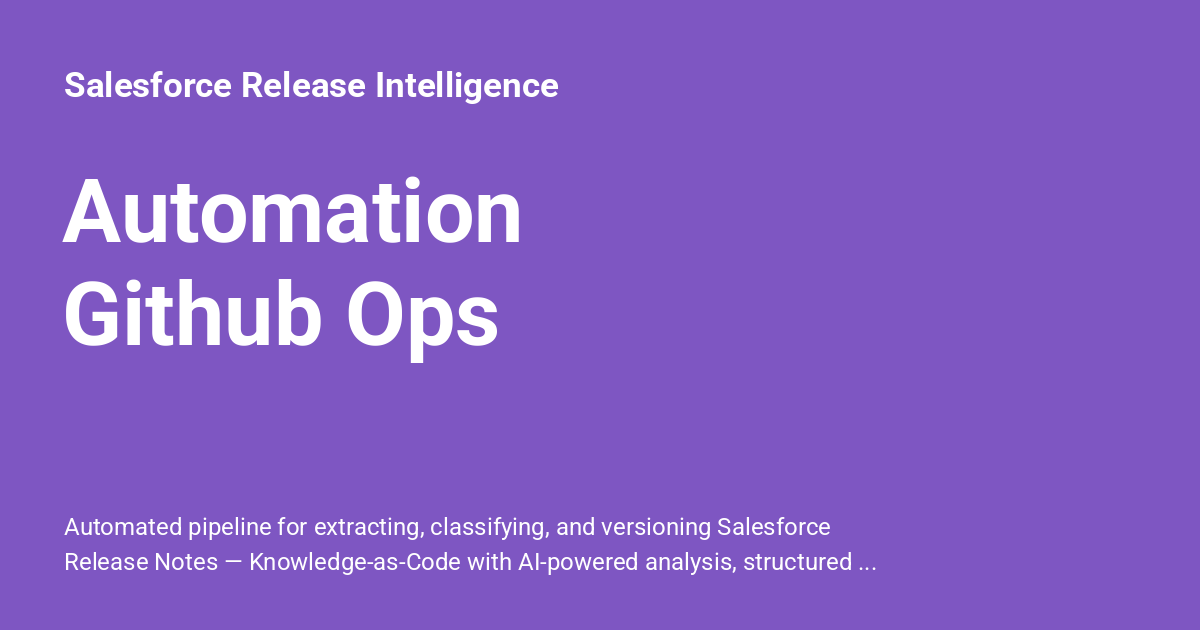 Salesforce Release Intelligence
Automation
Github Ops
Automated pipeline for extracting, classifying, and versioning Salesforce
Release Notes — Knowledge-as-Code with AI-powered analysis, structured ...